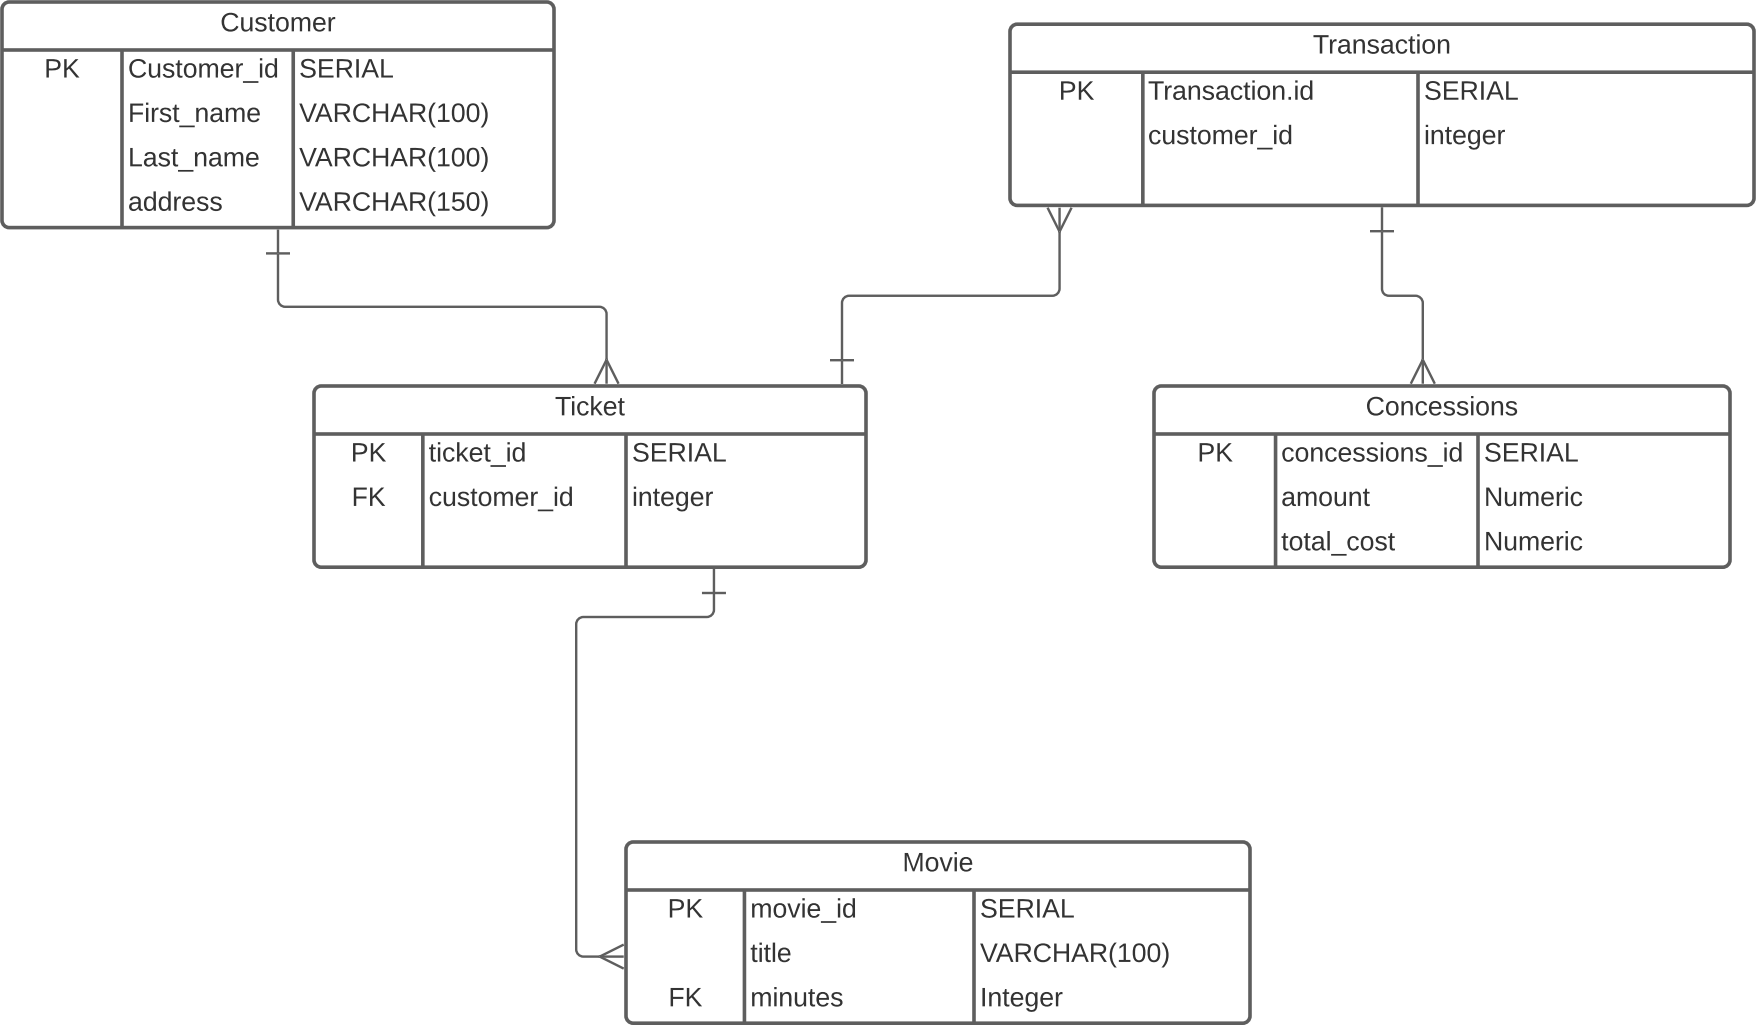 Customer
PK Customer_id SERIAL
First_name VARCHAR(100)
Last_name VARCHAR(100)
address VARCHAR(150)
Transaction
PK Transaction.id SERIAL
customer_id integer
Ticket
PK ticket_id SERIAL
FK customer_id integer
Concessions
PK concessions_id SERIAL
amount Numeric
total_cost Numeric
Movie
PK movie_id SERIAL
title VARCHAR(100)
FK minutes Integer